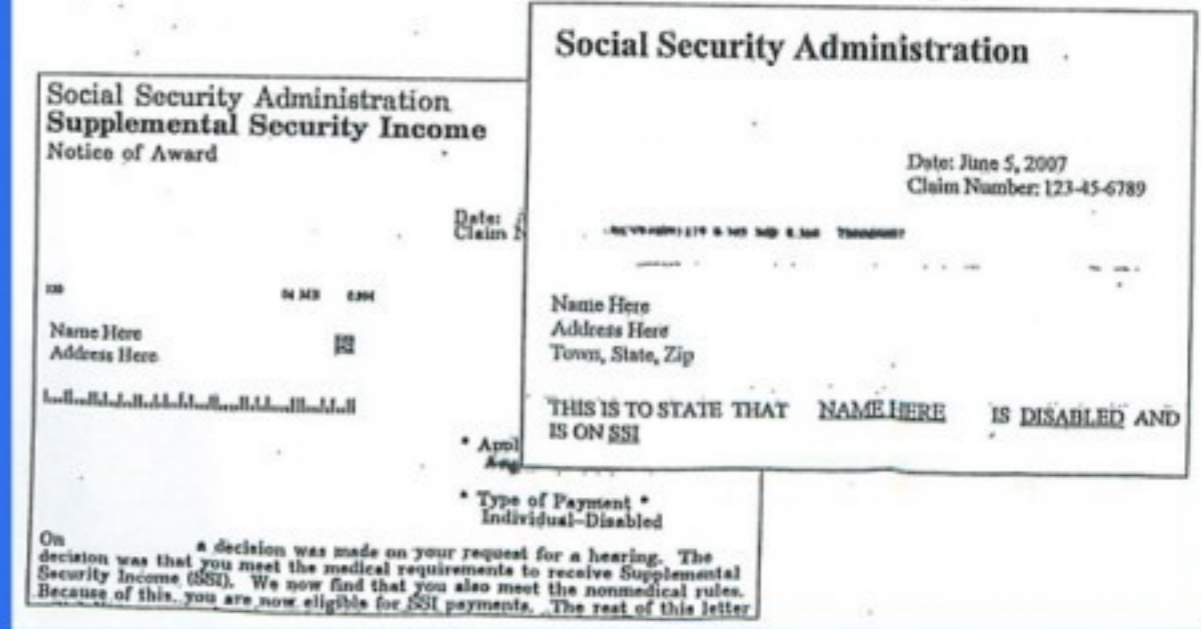 Social Security Administration
Supplemental Security Income
Notice of Award
Date:
Claim
Name Here
Address Here
* Type of Payment *
Individual-Disabled
On a decision was made on your request for a hearing. The
decision was that you meet the medical requirements to receive Supplemental
Security Income (SSI). We now find that you also meet the nonmedical rules.
Because of this, you are now eligible for SSI payments. The rest of this letter
Social Security Administration
Date: June 5, 2007
Claim Number: 123-45-6789
Name Here
Address Here
Town, State, Zip
THIS IS TO STATE THAT NAME HERE IS DISABLED AND
IS ON SSI